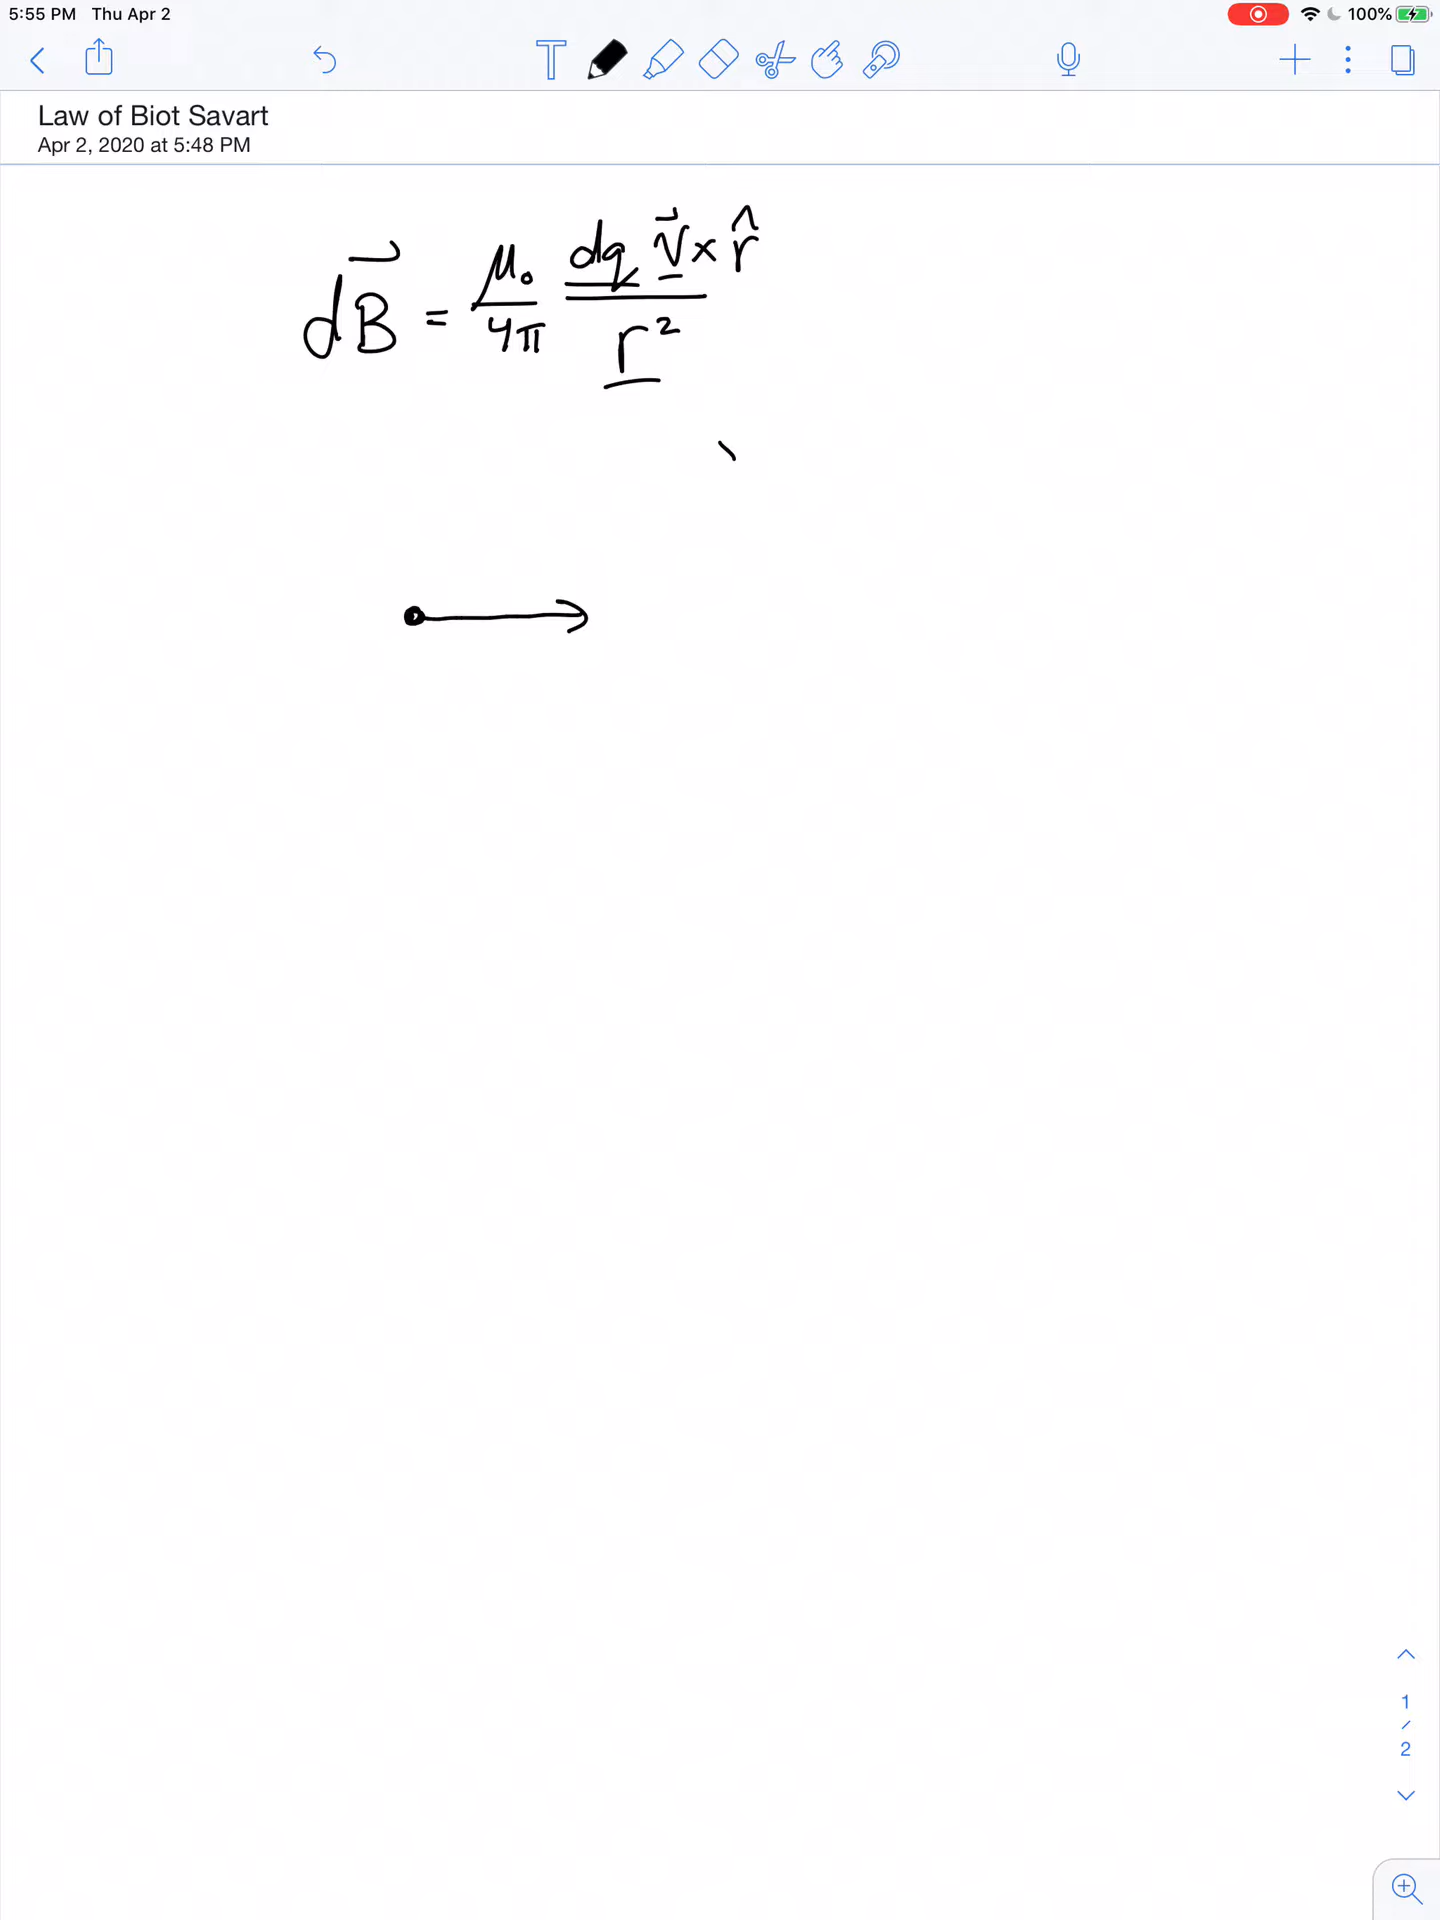 5:55 PM Thu Apr 2 100%
T
Law of Biot Savart
Apr 2, 2020 at 5:48 PM
dB⃗ = μ₀/4π dq v⃗ × r̂ / r²
1
/
2